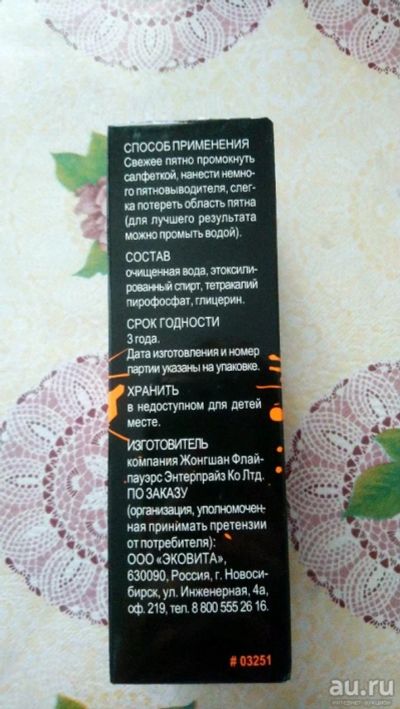 СПОСОБ ПРИМЕНЕНИЯ
Свежее пятно промокнуть
салфеткой, нанести немно-
го пятновыводителя, слег-
ка потереть область пятна
(для лучшего результата
можно промыть водой).
СОСТАВ
очищенная вода, этоксили-
рованный спирт, тетракалий
пирофосфат, глицерин.
СРОК ГОДНОСТИ
3 года.
Дата изготовления и номер
партии указаны на упаковке.
ХРАНИТЬ
в недоступном для детей
месте.
ИЗГОТОВИТЕЛЬ
компания Жонгшан Флай-
пауэрс Энтерпрайз Ко Лтд.
ПО ЗАКАЗУ
(организация, уполномочен-
ная принимать претензии
от потребителя):
ООО «ЭКОВИТА»,
630090, Россия, г. Новоси-
бирск, ул. Инженерная, 4а,
оф. 219, тел. 8 800 555 26 16.
# 03251
au.ru
интернет-аукцион